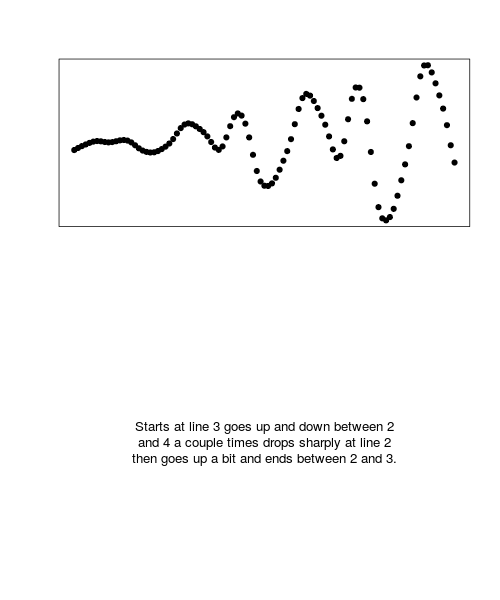 Starts at line 3 goes up and down between 2
and 4 a couple times drops sharply at line 2
then goes up a bit and ends between 2 and 3.